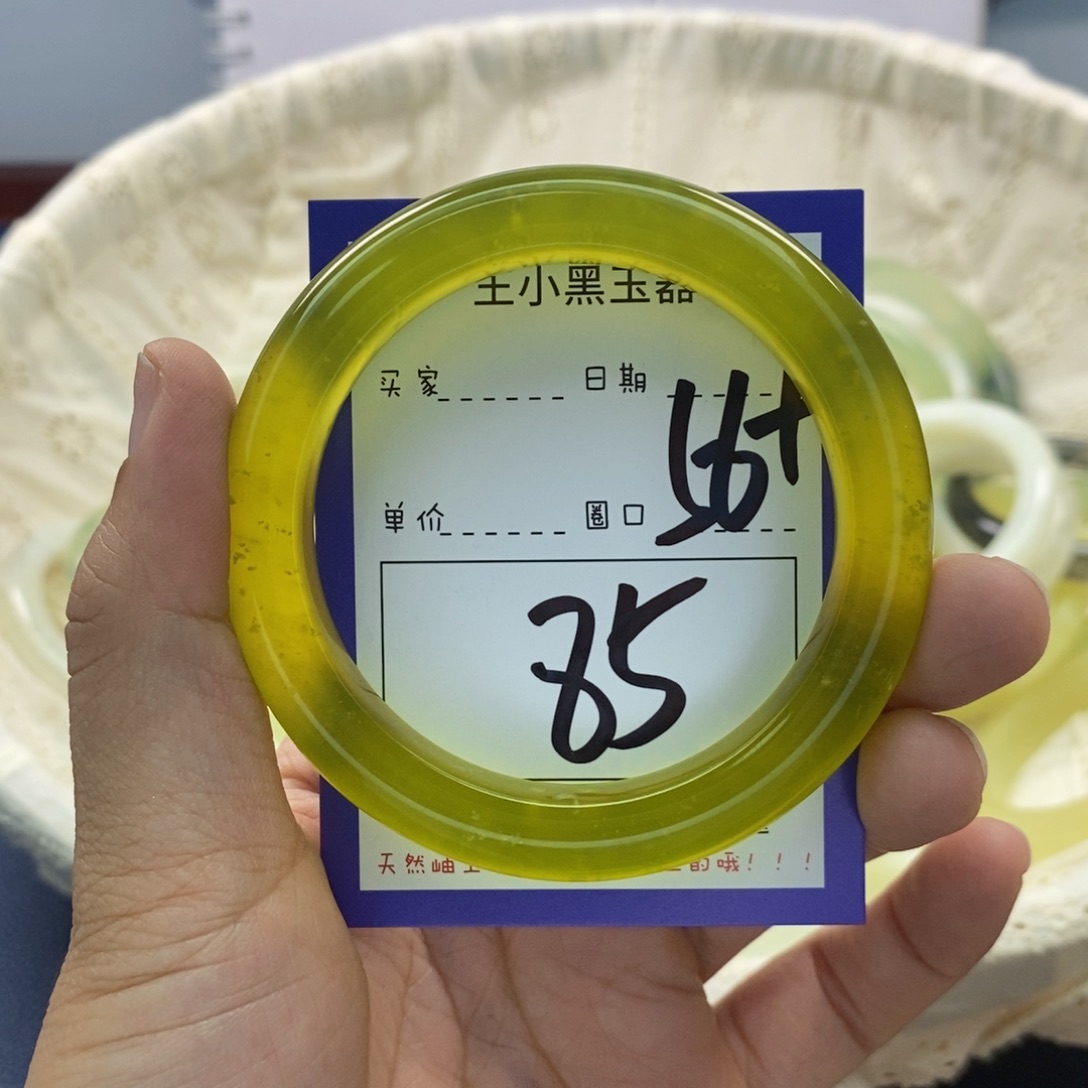 王小黑玉器
买家 日期
单价 圈口 56+
85
天然岫 的哦！！！